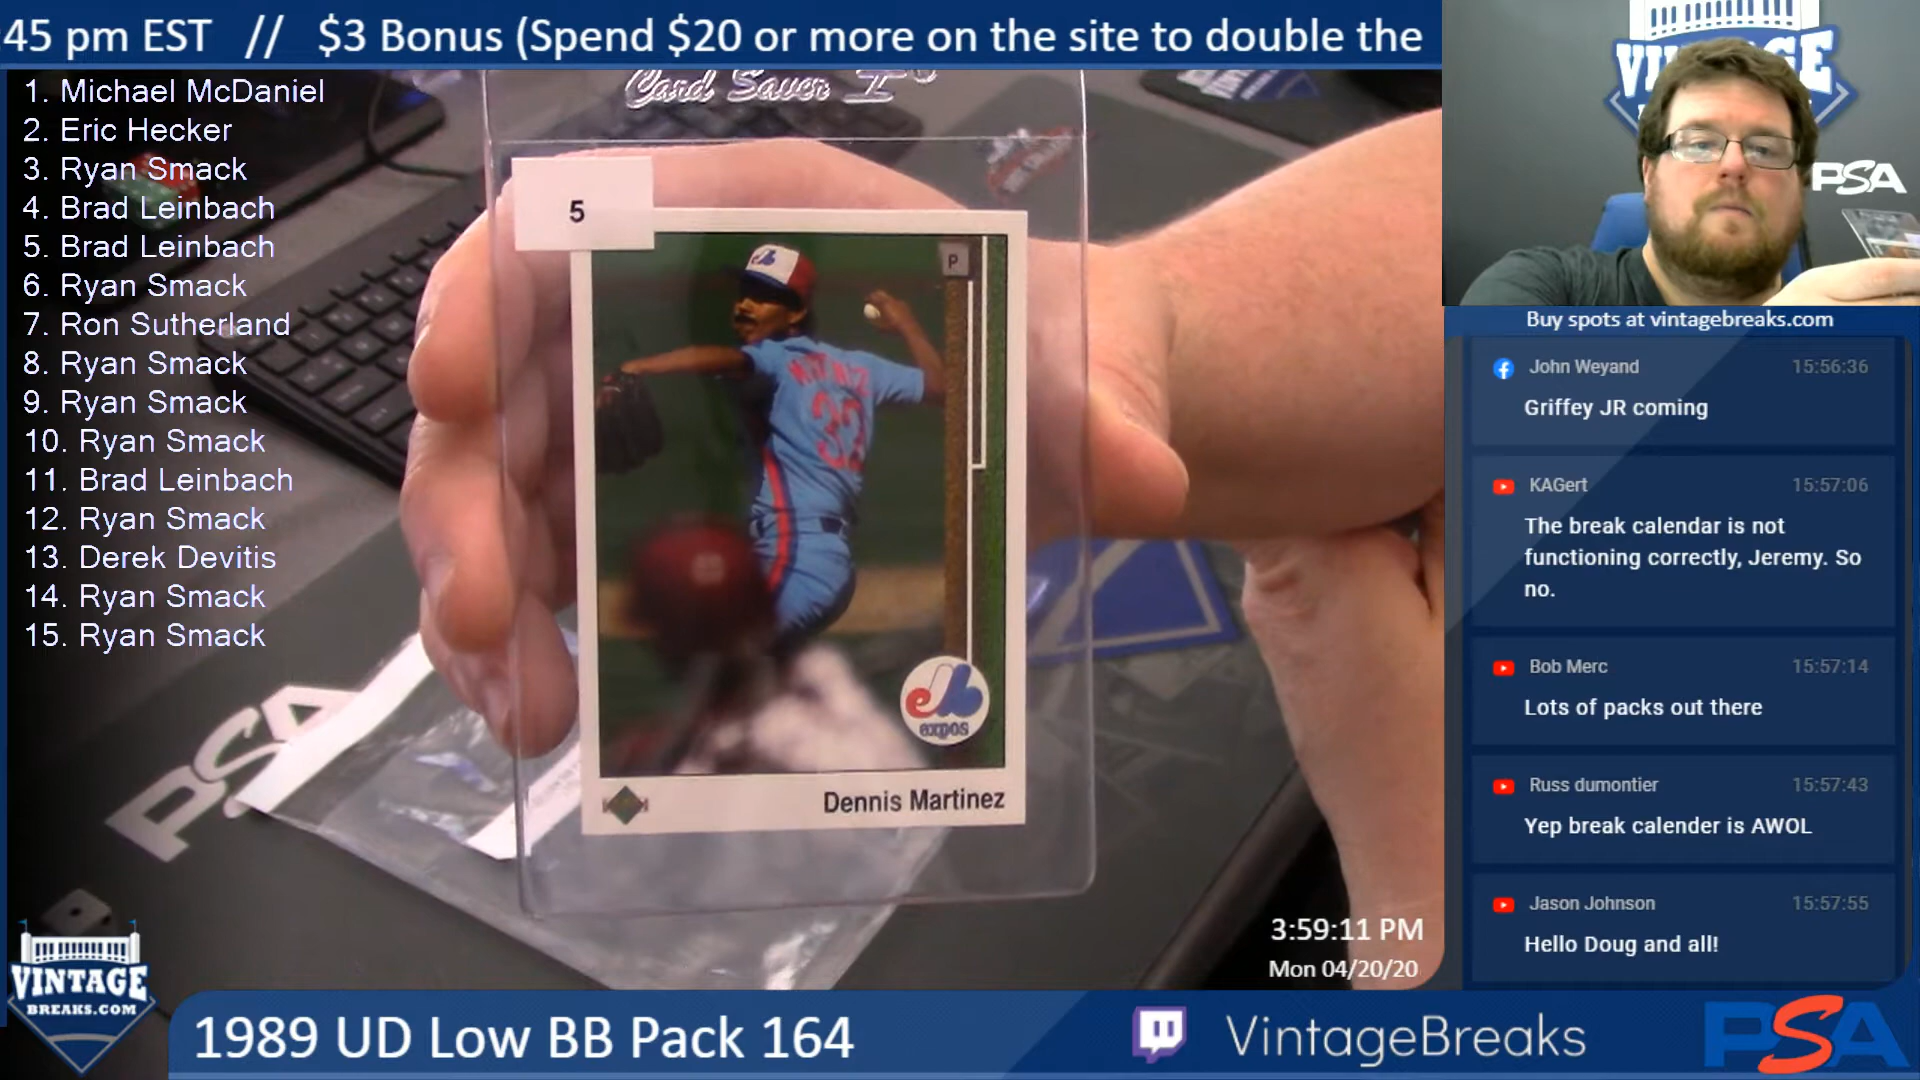 :45 pm EST // $3 Bonus (Spend $20 or more on the site to double the
1. Michael McDaniel
2. Eric Hecker
3. Ryan Smack
4. Brad Leinbach
5. Brad Leinbach
6. Ryan Smack
7. Ron Sutherland
8. Ryan Smack
9. Ryan Smack
10. Ryan Smack
11. Brad Leinbach
12. Ryan Smack
13. Derek Devitis
14. Ryan Smack
15. Ryan Smack
Card Saver I
5
P
32
expos
Dennis Martinez
PSA
VINTAGE
BREAKS.COM
3:59:11 PM
Mon 04/20/20
PSA
Buy spots at vintagebreaks.com
John Weyand 15:56:36
Griffey JR coming
KAGert 15:57:06
The break calendar is not
functioning correctly, Jeremy. So
no.
Bob Merc 15:57:14
Lots of packs out there
Russ dumontier 15:57:43
Yep break calender is AWOL
Jason Johnson 15:57:55
Hello Doug and all!
1989 UD Low BB Pack 164
VintageBreaks
PSA